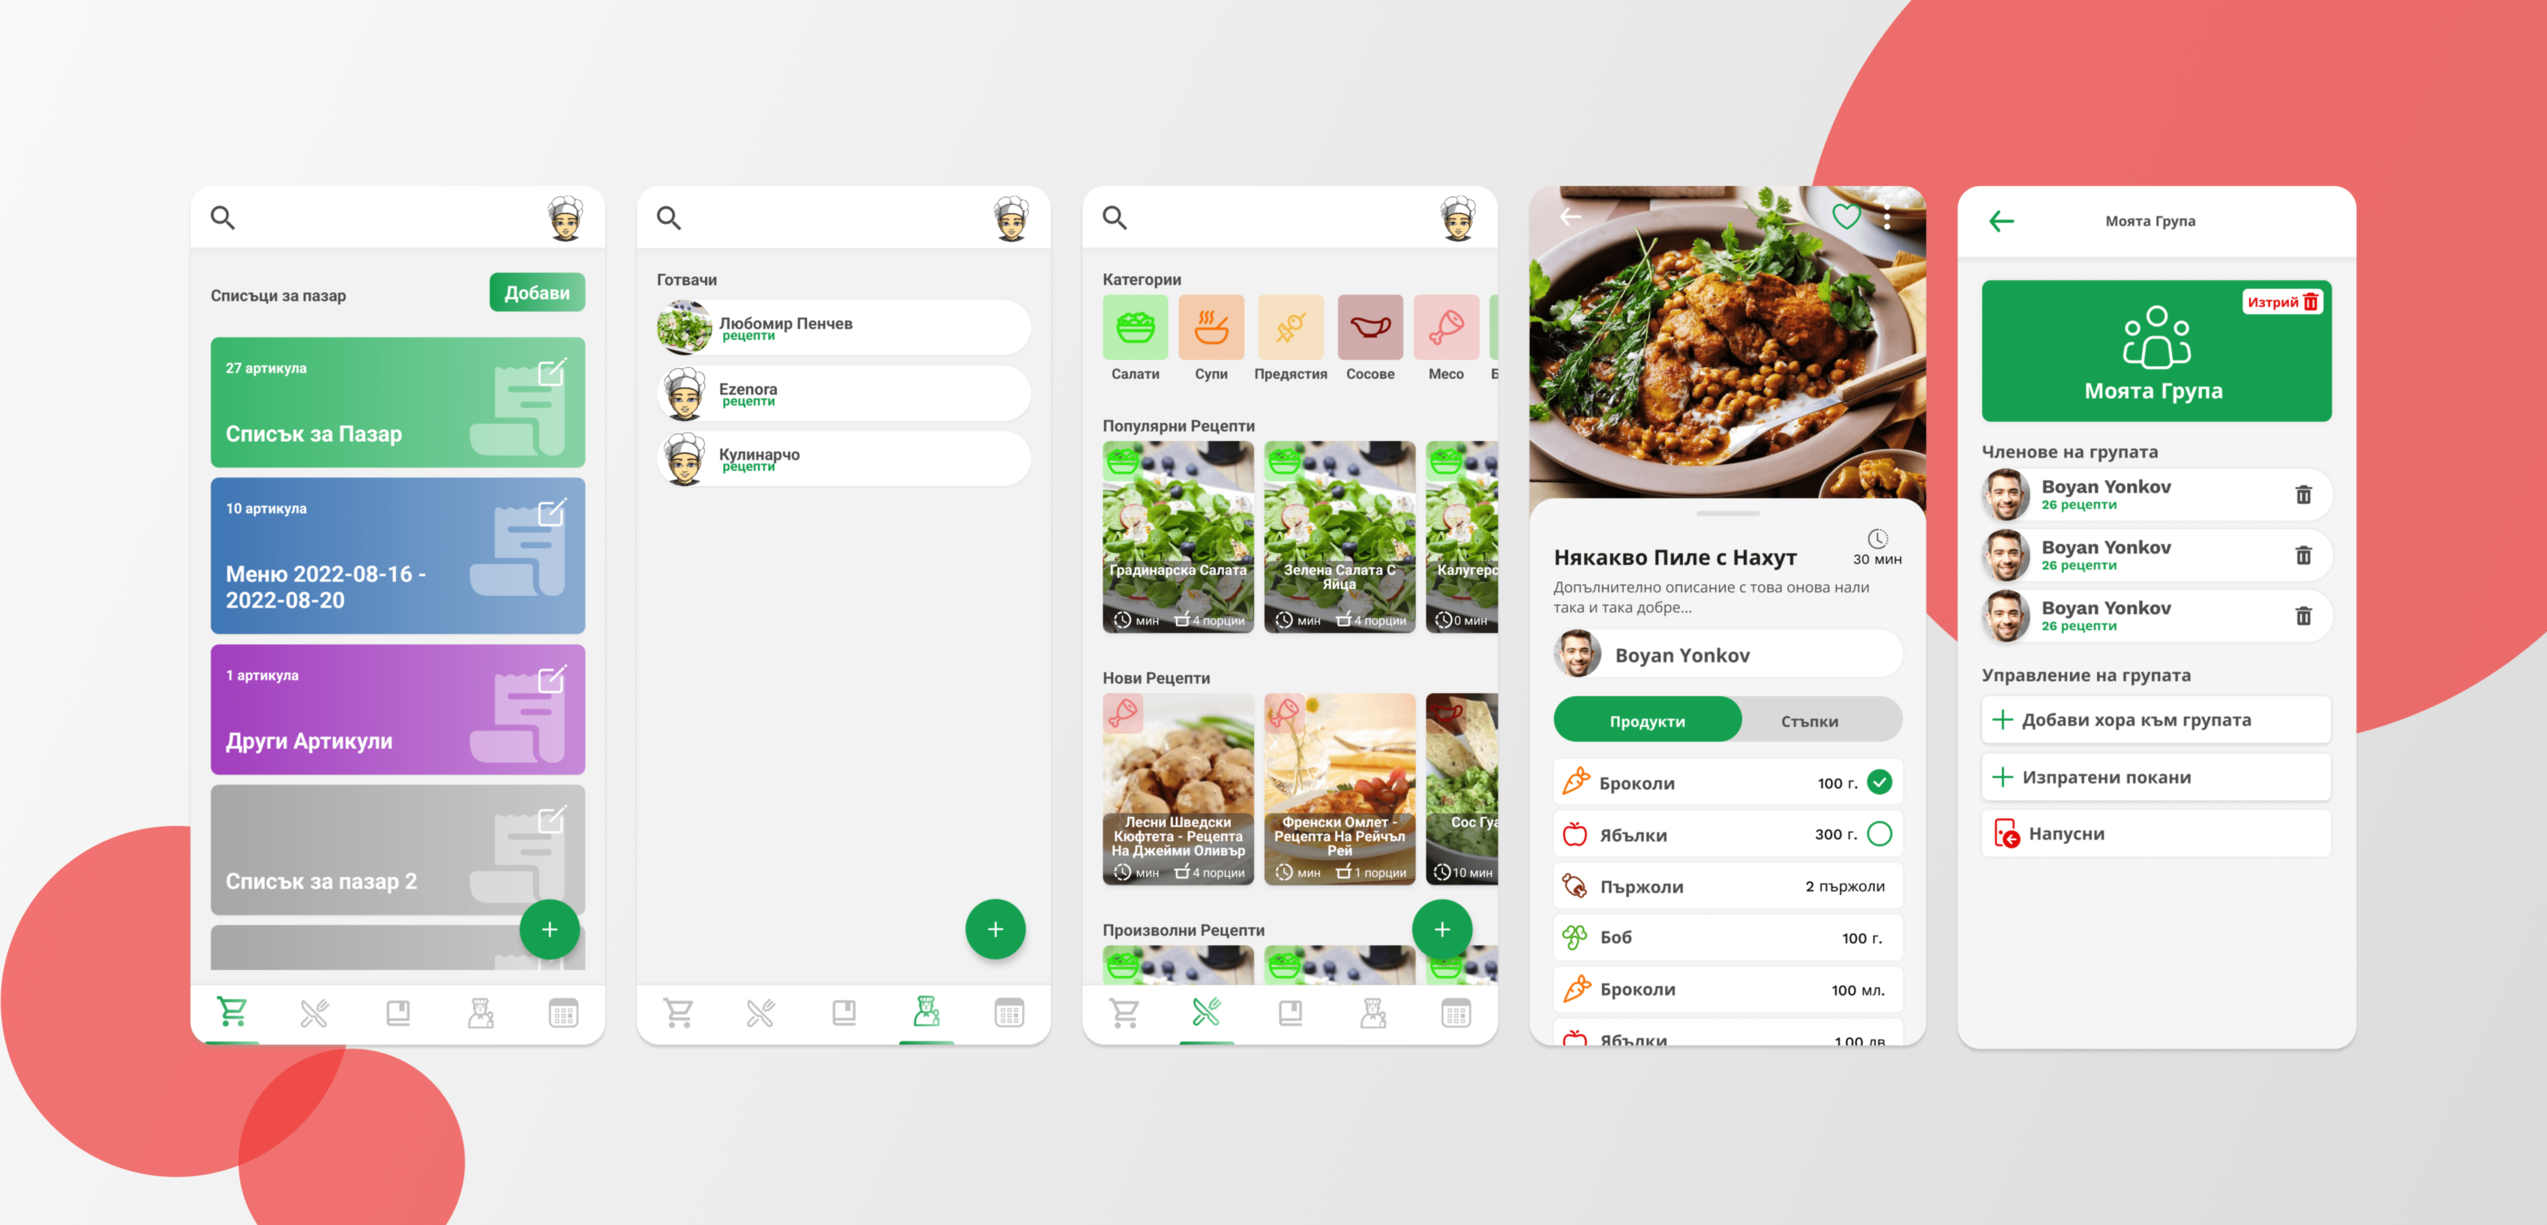 Списъци за пазар
Добави
27 артикула
Списък за Пазар
10 артикула
Меню 2022-08-16 -
2022-08-20
1 артикула
Други Артикули
Списък за пазар 2
Готвачи
Любомир Пенчев
рецепти
Ezenora
рецепти
Кулинарчо
рецепти
Категории
Салати
Супи
Предястия
Сосове
Месо
Популярни Рецепти
Градинарска Салата
мин 4 порции
Зелена Салата С
Яйца
мин 4 порции
Калугерс
0 мин
Нови Рецепти
Лесни Шведски
Кюфтета - Рецепта
На Джейми Оливър
мин 4 порции
Френски Омлет -
Рецепта На Рейчъл
Рей
мин 1 порции
Сос Гуа
10 мин
Произволни Рецепти
Някакво Пиле с Нахут
30 мин
Допълнително описание с това онова нали
така и така добре...
Boyan Yonkov
Продукти
Стъпки
Броколи 100 г.
Ябълки 300 г.
Пържоли 2 пържоли
Боб 100 г.
Броколи 100 мл.
Ябълки
Моята Група
Изтрий
Моята Група
Членове на групата
Boyan Yonkov
26 рецепти
Boyan Yonkov
26 рецепти
Boyan Yonkov
26 рецепти
Управление на групата
Добави хора към групата
Изпратени покани
Напусни